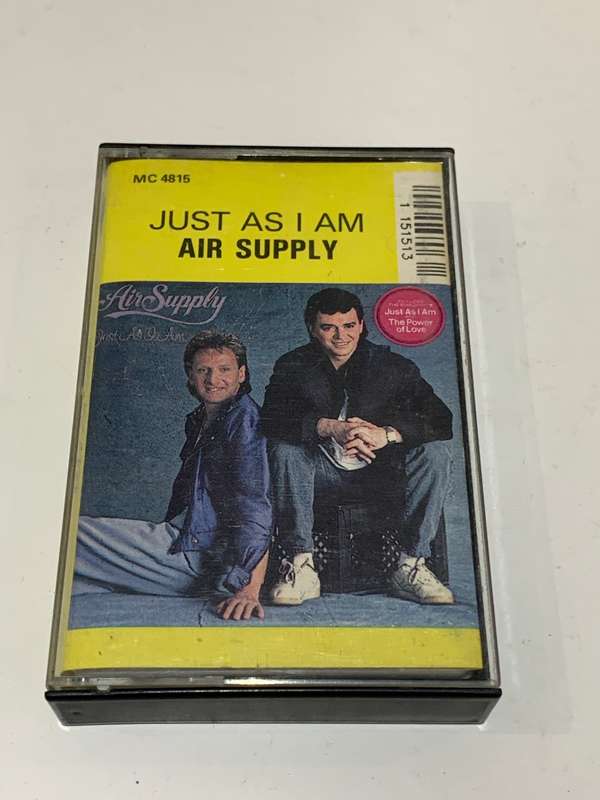 MC 4815
JUST AS I AM
AIR SUPPLY
1 151513
Air Supply
Just As I Am
Just As I Am
The Power
of Love